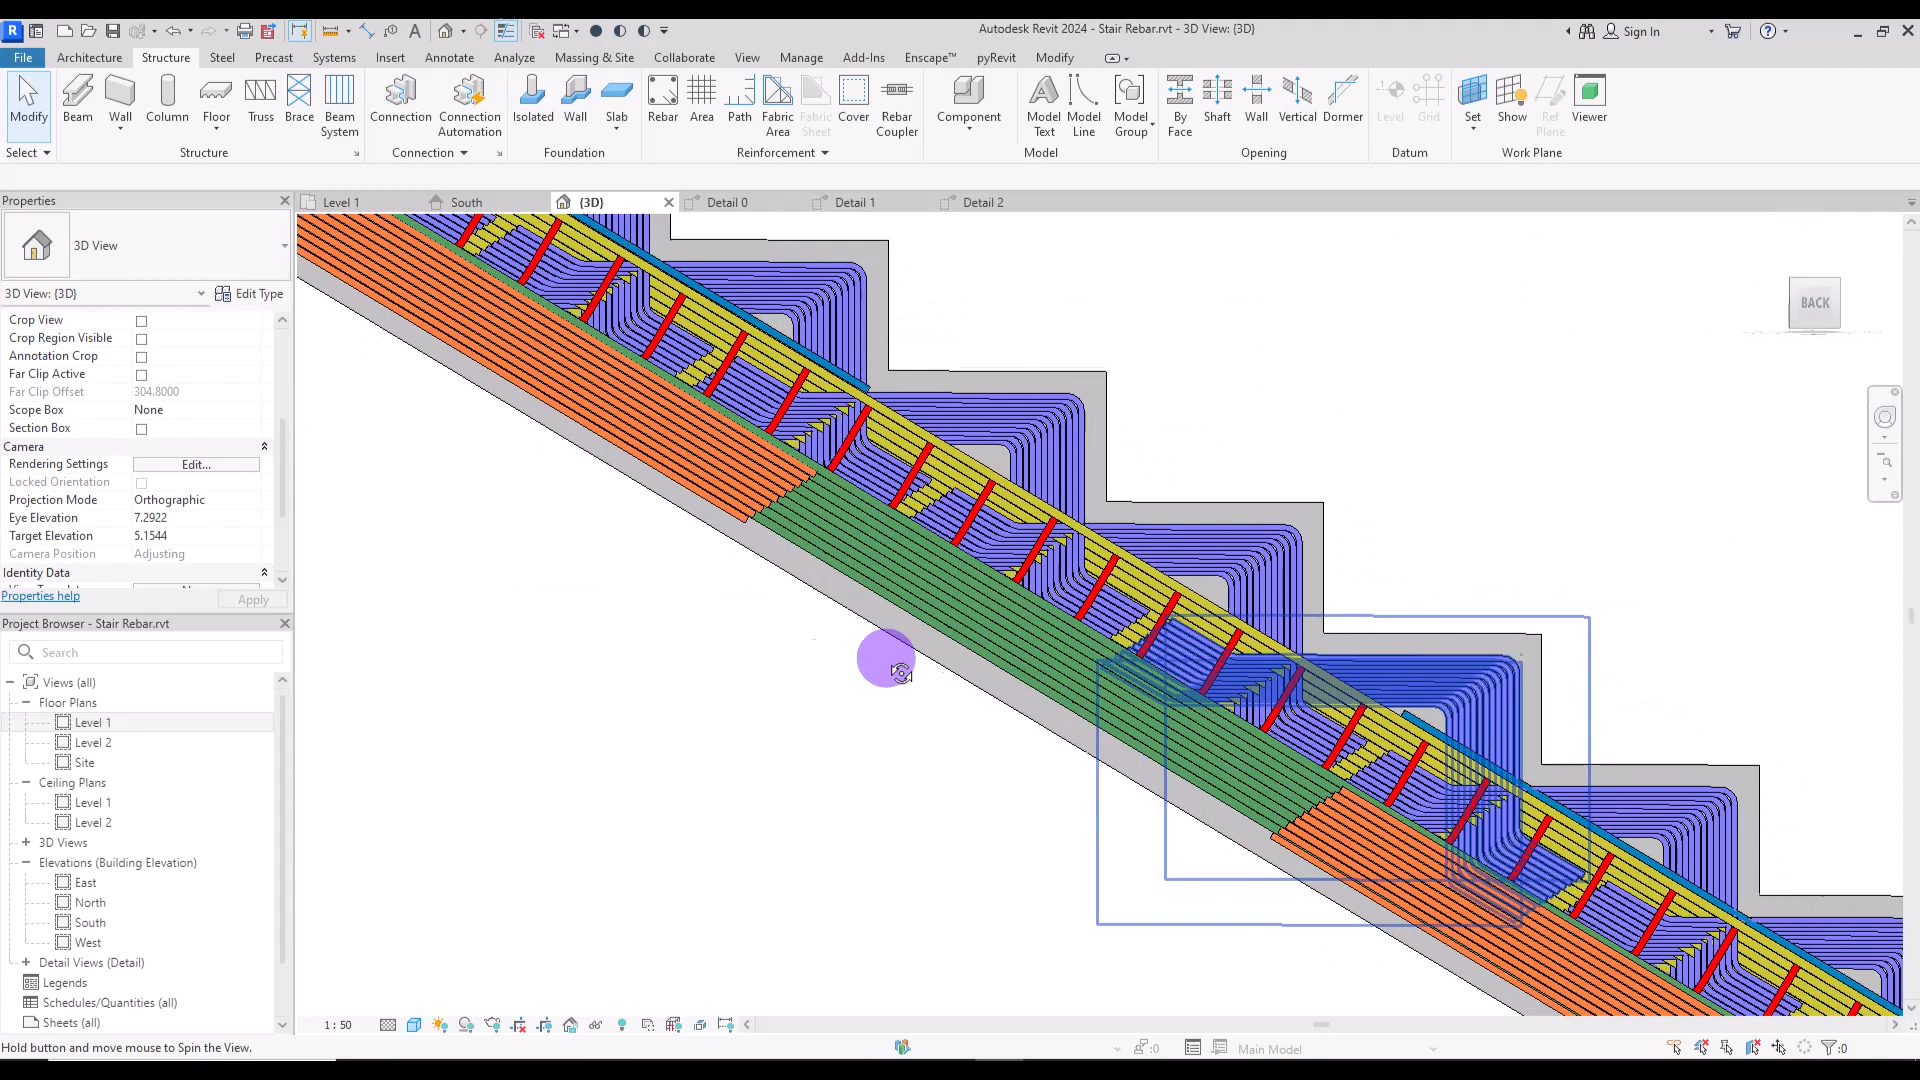 Autodesk Revit 2024 - Stair Rebar.rvt - 3D View: {3D}
Sign In
File Architecture Structure Steel Precast Systems Insert Annotate Analyze Massing & Site Collaborate View Manage Add-Ins Enscape™ pyRevit Modify
Modify
Beam Wall Column Floor Truss Brace Beam System
Connection Connection Automation
Isolated Wall Slab
Rebar Area Path Fabric Area Fabric Sheet Cover Rebar Coupler
Component Model Text Model Line Model Group
By Face Shaft Wall Vertical Dormer
Level Grid
Set Show Ref Plane Viewer
Select Structure Connection Foundation Reinforcement Model Opening Datum Work Plane
Properties
Level 1 South {3D} Detail 0 Detail 1 Detail 2
3D View
3D View: {3D} Edit Type
Crop View
Crop Region Visible
Annotation Crop
Far Clip Active
Far Clip Offset 304.8000
Scope Box None
Section Box
Camera
Rendering Settings Edit...
Locked Orientation
Projection Mode Orthographic
Eye Elevation 7.2922
Target Elevation 5.1544
Camera Position Adjusting
Identity Data
Properties help Apply
BACK
Project Browser - Stair Rebar.rvt
Search
Views (all)
Floor Plans
Level 1
Level 2
Site
Ceiling Plans
Level 1
Level 2
3D Views
Elevations (Building Elevation)
East
North
South
West
Detail Views (Detail)
Legends
Schedules/Quantities (all)
Sheets (all)
1 : 50
Hold button and move mouse to Spin the View.
:0
Main Model
:0